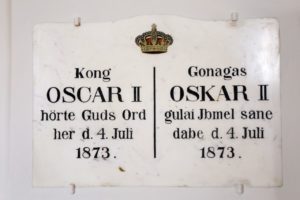 Kong
OSCAR II
hörte Guds Ord
her d. 4. Juli
1873.
Gonagas
OSKAR II
gulai Jbmel sane
dabe d. 4. Juli
1873.